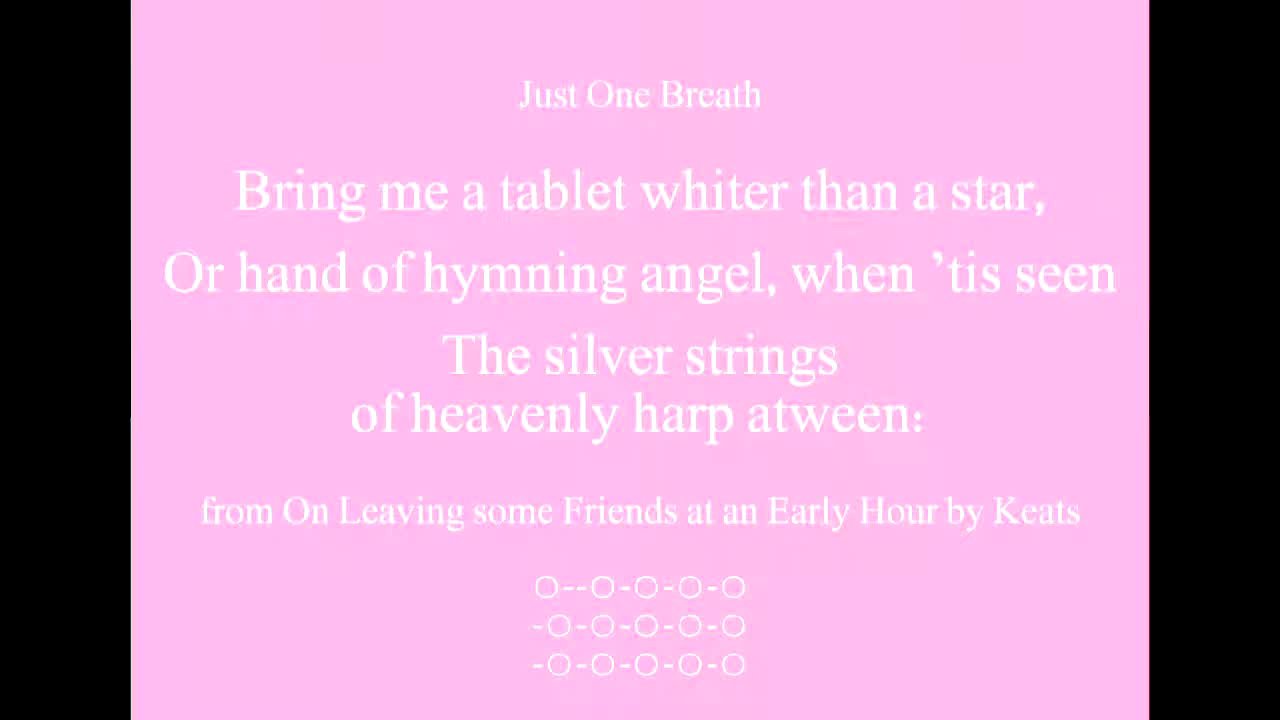 Just One Breath
Bring me a tablet whiter than a star,
Or hand of hymning angel, when ’tis seen
The silver strings
of heavenly harp atween:
from On Leaving some Friends at an Early Hour by Keats
○--○-○-○-○
-○-○-○-○-○
-○-○-○-○-○